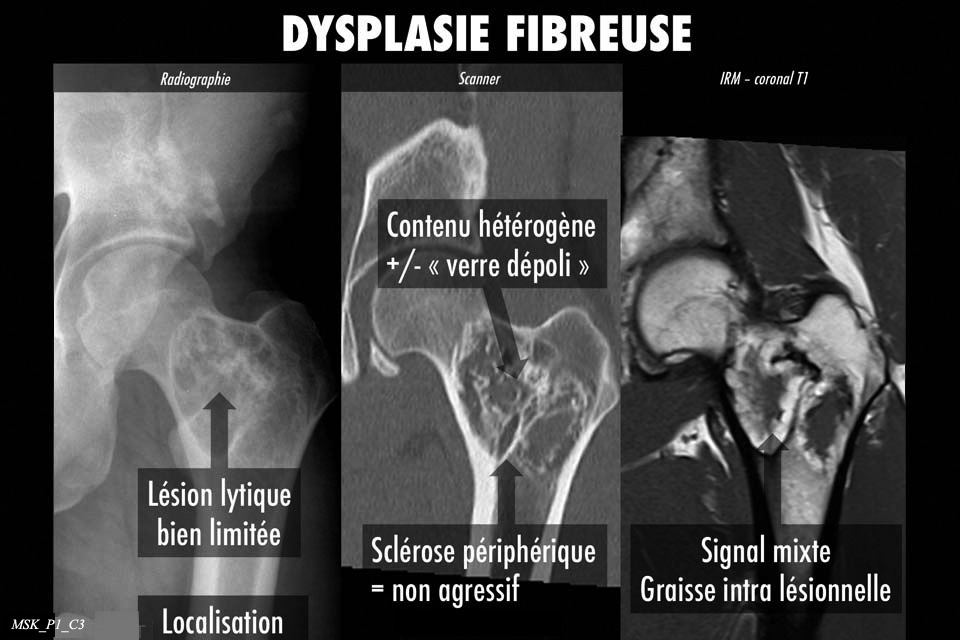 DYSPLASIE FIBREUSE
Radiographie
Scanner
IRM – coronal T1
Contenu hétérogène
+/- « verre dépoli »
Lésion lytique
bien limitée
Sclérose périphérique
= non agressif
Signal mixte
Graisse intra lésionnelle
Localisation
MSK_P1_C3